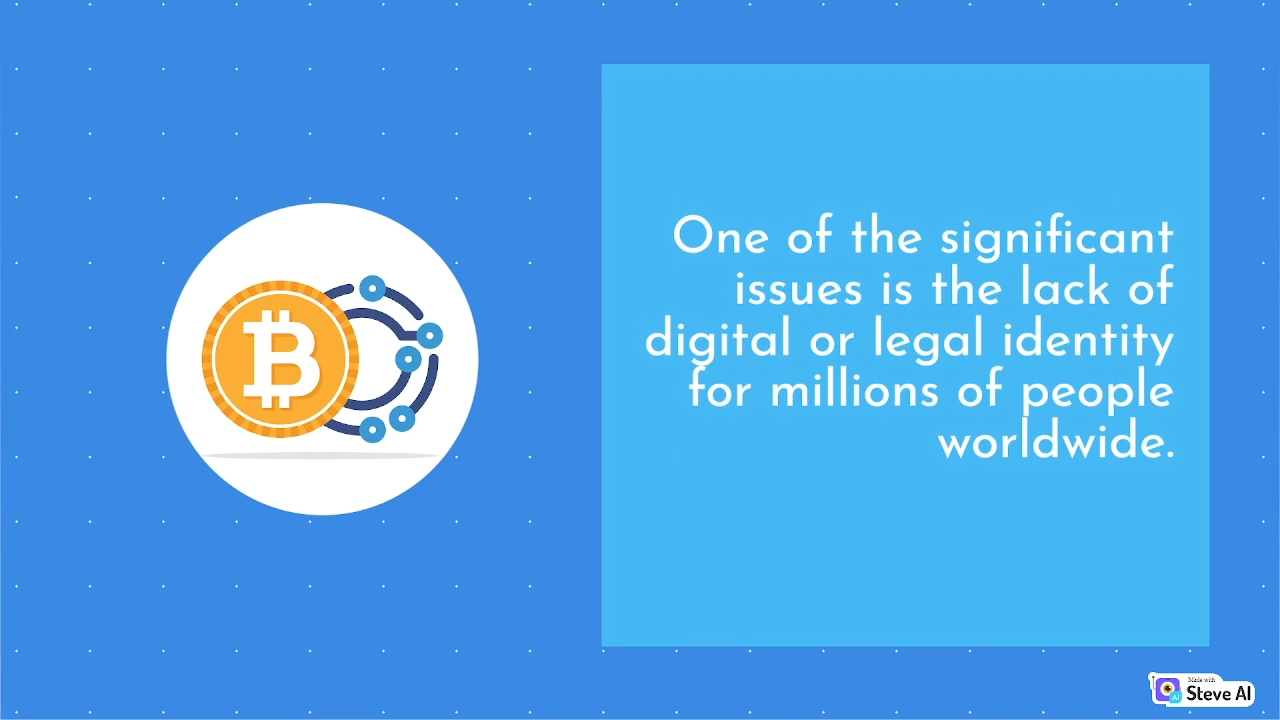 One of the significant
issues is the lack of
digital or legal identity
for millions of people
worldwide.
Made with
Steve AI